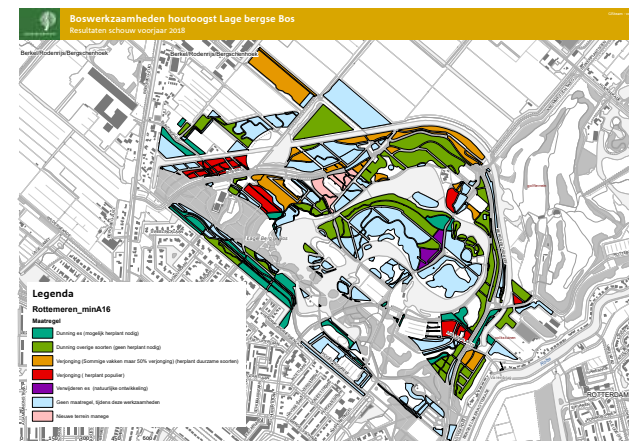 Boswerkzaamheden houtoogst Lage bergse Bos
Resultaten schouw voorjaar 2018
Berkel/Rodenrijs/Bergschenhoek
Berkel/Rodenrijs/Bergschenhoek
Lage Bergse Bos
Legenda
Rottemeren_minA16
Maatregel
Dunning es (mogelijk herplant nodig)
Dunning overige soorten (geen herplant nodig)
Verjonging (Sommige vakken maar 50% verjonging) (herplant duurzame soorten)
Verjonging ( herplant populier)
Verwijderen es (natuurlijke ontwikkeling)
Geen maatregel, tijdens deze werkzaamheden
Nieuwe terrein manege
ROTTERDAM